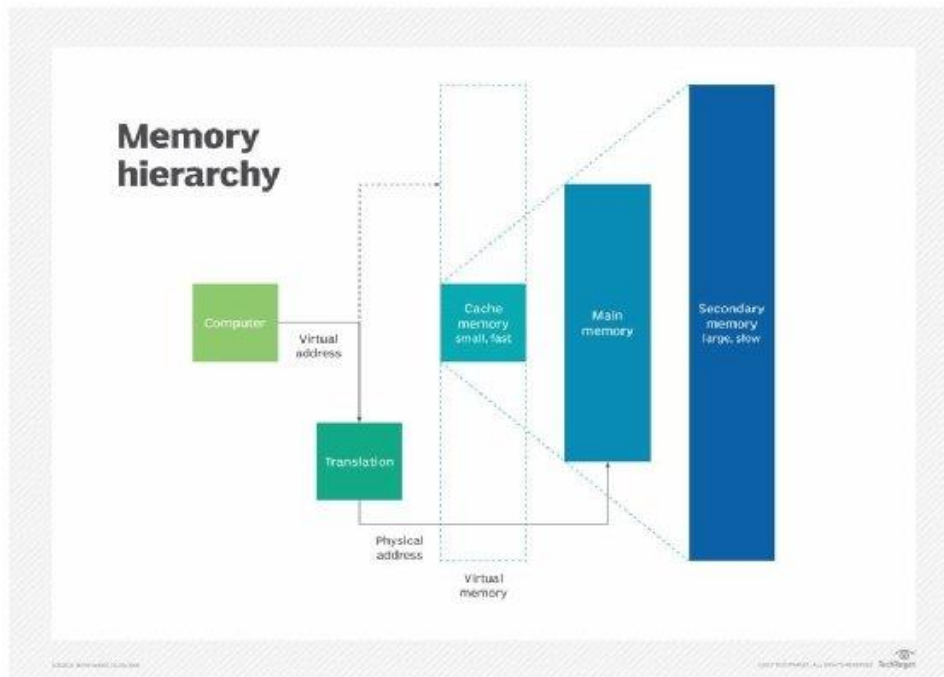 Memory
hierarchy
Computer
Virtual
address
Translation
Physical
address
Cache
memory
small, fast
Virtual
memory
Main
memory
Secondary
memory
large, slow
TechTarget